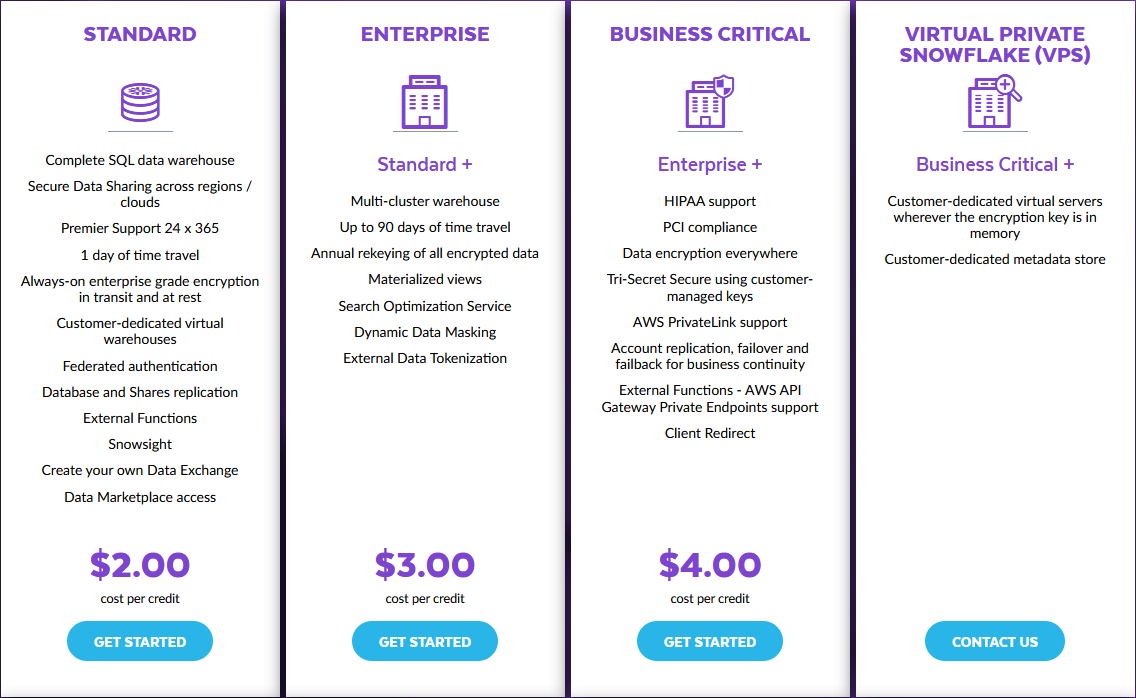 STANDARD
Complete SQL data warehouse
Secure Data Sharing across regions /
clouds
Premier Support 24 x 365
1 day of time travel
Always-on enterprise grade encryption
in transit and at rest
Customer-dedicated virtual
warehouses
Federated authentication
Database and Shares replication
External Functions
Snowsight
Create your own Data Exchange
Data Marketplace access
$2.00
cost per credit
GET STARTED
ENTERPRISE
Standard +
Multi-cluster warehouse
Up to 90 days of time travel
Annual rekeying of all encrypted data
Materialized views
Search Optimization Service
Dynamic Data Masking
External Data Tokenization
$3.00
cost per credit
GET STARTED
BUSINESS CRITICAL
Enterprise +
HIPAA support
PCI compliance
Data encryption everywhere
Tri-Secret Secure using customer-
managed keys
AWS PrivateLink support
Account replication, failover and
failback for business continuity
External Functions - AWS API
Gateway Private Endpoints support
Client Redirect
$4.00
cost per credit
GET STARTED
VIRTUAL PRIVATE
SNOWFLAKE (VPS)
Business Critical +
Customer-dedicated virtual servers
wherever the encryption key is in
memory
Customer-dedicated metadata store
CONTACT US